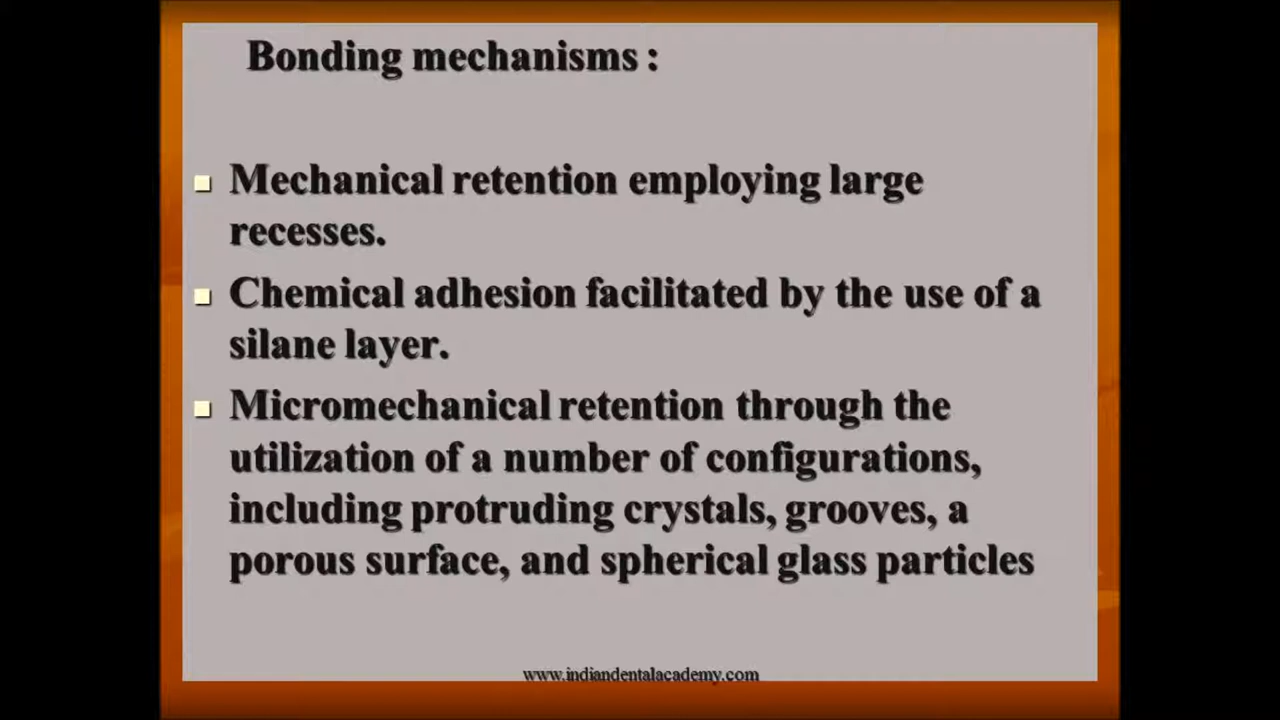 Bonding mechanisms :
Mechanical retention employing large
recesses.
Chemical adhesion facilitated by the use of a
silane layer.
Micromechanical retention through the
utilization of a number of configurations,
including protruding crystals, grooves, a
porous surface, and spherical glass particles
www.indiandentalacademy.com